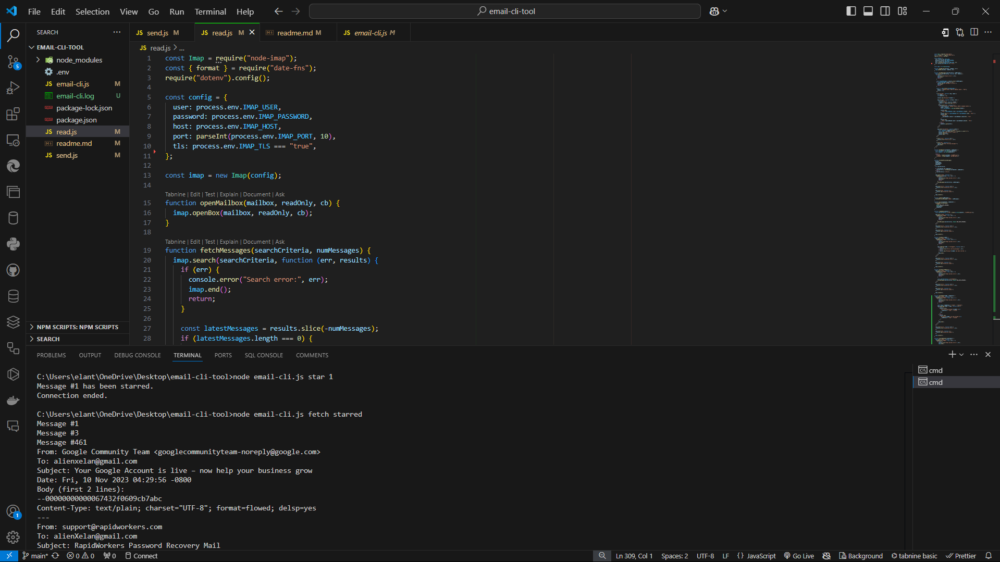 File Edit Selection View Go Run Terminal Help
email-cli-tool
SEARCH
EMAIL-CLI-TOOL
node_modules
.env
email-cli.js M
email-cli.log U
package-lock.json
package.json
read.js M
readme.md M
send.js M
NPM SCRIPTS: NPM SCRIPTS
SEARCH
5
1
JS send.js M
JS read.js M
readme.md M
JS email-cli.js M
JS read.js > ...
1 const Imap = require("node-imap");
2 const { format } = require("date-fns");
3 require("dotenv").config();
4
5 const config = {
6 user: process.env.IMAP_USER,
7 password: process.env.IMAP_PASSWORD,
8 host: process.env.IMAP_HOST,
9 port: parseInt(process.env.IMAP_PORT, 10),
10 tls: process.env.IMAP_TLS === "true",
11 };
12
13 const imap = new Imap(config);
14
Tabnine | Edit | Test | Explain | Document | Ask
15 function openMailbox(mailbox, readOnly, cb) {
16 imap.openBox(mailbox, readOnly, cb);
17 }
18
Tabnine | Edit | Test | Explain | Document | Ask
19 function fetchMessages(searchCriteria, numMessages) {
20 imap.search(searchCriteria, function (err, results) {
21 if (err) {
22 console.error("Search error:", err);
23 imap.end();
24 return;
25 }
26
27 const latestMessages = results.slice(-numMessages);
28 if (latestMessages.length === 0) {
PROBLEMS OUTPUT DEBUG CONSOLE TERMINAL PORTS SQL CONSOLE COMMENTS
C:\Users\elant\OneDrive\Desktop\email-cli-tool>node email-cli.js star 1
Message #1 has been starred.
Connection ended.
C:\Users\elant\OneDrive\Desktop\email-cli-tool>node email-cli.js fetch starred
Message #1
Message #3
Message #461
From: Google Community Team <googlecommunityteam-noreply@google.com>
To: alienxelan@gmail.com
Subject: Your Google Account is live – now help your business grow
Date: Fri, 10 Nov 2023 04:29:56 -0800
Body (first 2 lines):
--00000000000067432f0609cb7abc
Content-Type: text/plain; charset="UTF-8"; format=flowed; delsp=yes
---
From: support@rapidworkers.com
To: alienXelan@gmail.com
Subject: RapidWorkers Password Recovery Mail
cmd
cmd
main* 0 0 0 Connect
Ln 309, Col 1 Spaces: 2 UTF-8 LF {} JavaScript Go Live Background tabnine basic Prettier